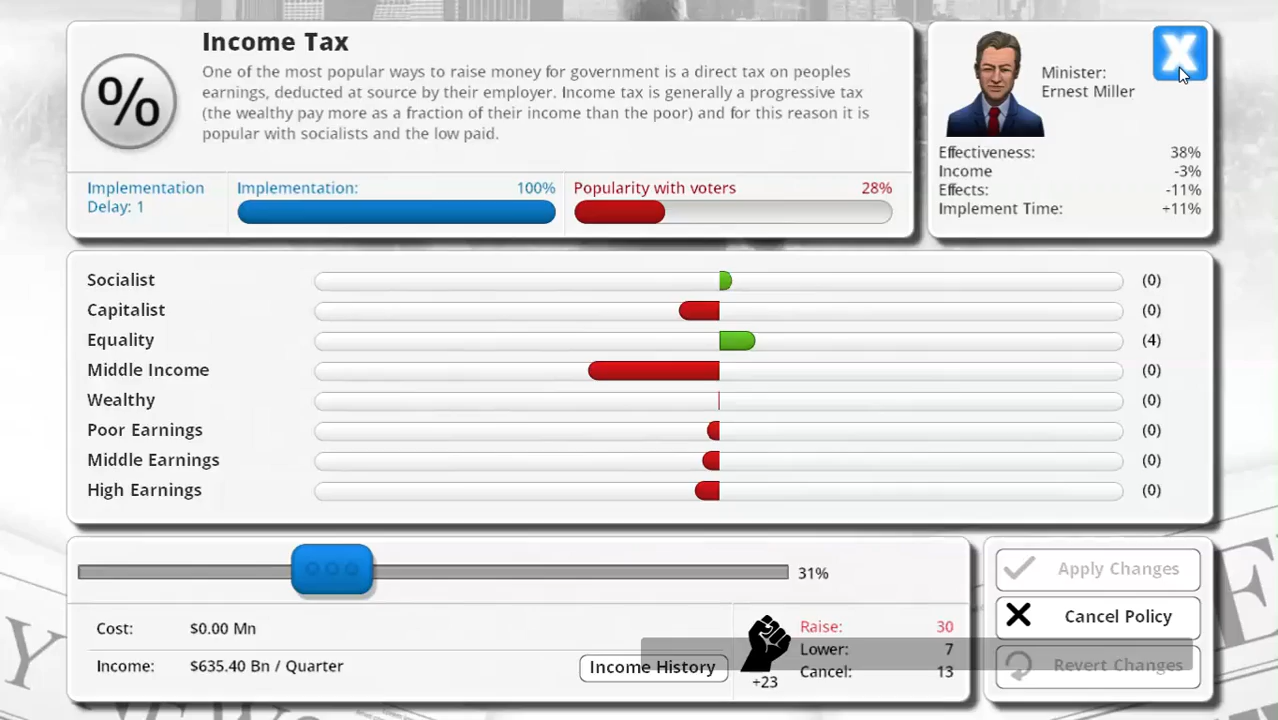 Income Tax
%
One of the most popular ways to raise money for government is a direct tax on peoples
earnings, deducted at source by their employer. Income tax is generally a progressive tax
(the wealthy pay more as a fraction of their income than the poor) and for this reason it is
popular with socialists and the low paid.
Implementation
Delay: 1
Implementation: 100%
Popularity with voters 28%
X
Minister:
Ernest Miller
Effectiveness: 38%
Income -3%
Effects: -11%
Implement Time: +11%
Socialist (0)
Capitalist (0)
Equality (4)
Middle Income (0)
Wealthy (0)
Poor Earnings (0)
Middle Earnings (0)
High Earnings (0)
31%
Cost: $0.00 Mn
Income: $635.40 Bn / Quarter
Income History
+23
Raise: 30
Lower: 7
Cancel: 13
Apply Changes
Cancel Policy
Revert Changes